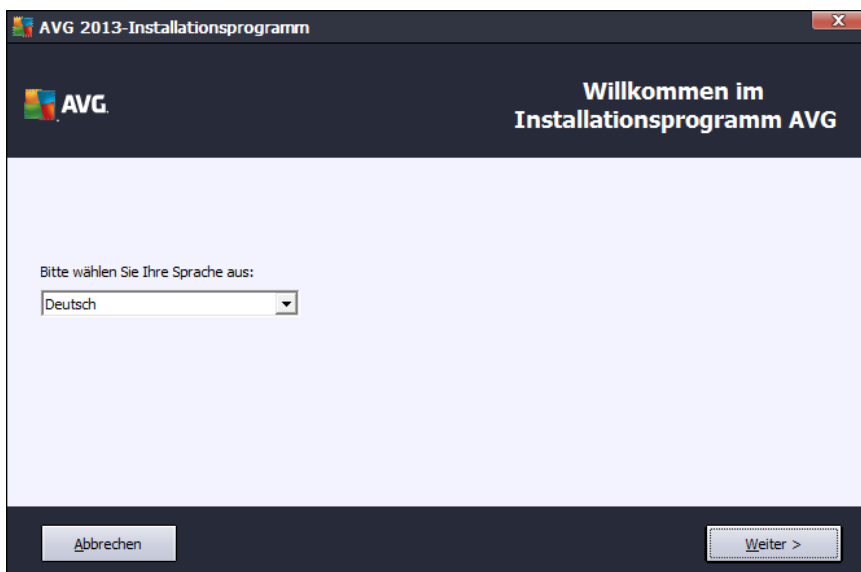 AVG 2013-Installationsprogramm
AVG.
Willkommen im
Installationsprogramm AVG
Bitte wählen Sie Ihre Sprache aus:
Deutsch
Abbrechen
Weiter >